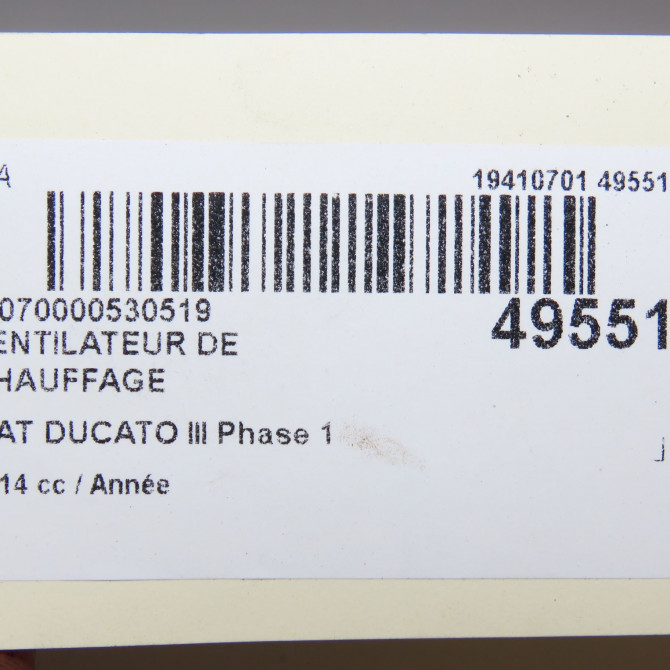 A
19410701 49551
070000530519
49551
ENTILATEUR DE
HAUFFAGE
AT DUCATO III Phase 1
14 cc / Année